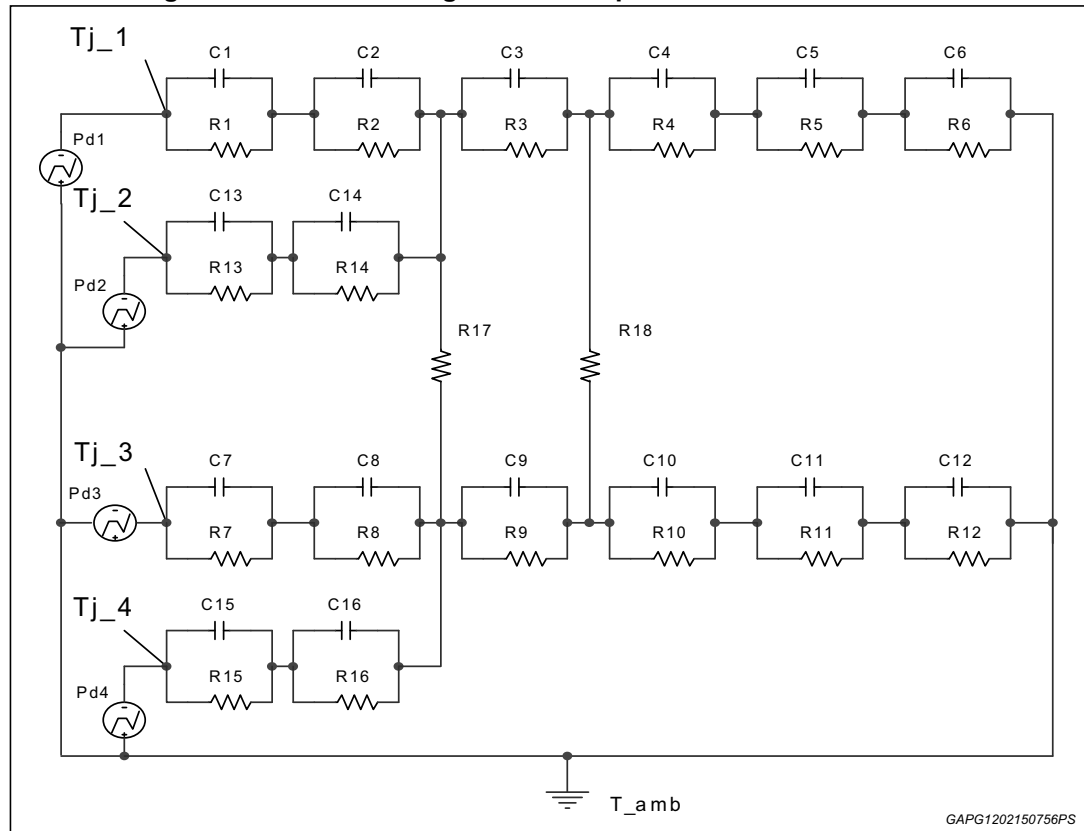 Tj_1
C1 C2 C3 C4 C5 C6
R1 R2 R3 R4 R5 R6
Pd1
-
+
Tj_2
C13 C14
R13 R14
Pd2
-
+
R17 R18
Tj_3
C7 C8 C9 C10 C11 C12
Pd3
-
+
R7 R8 R9 R10 R11 R12
Tj_4
C15 C16
R15 R16
Pd4
-
+
T_amb
GAPG1202150756PS